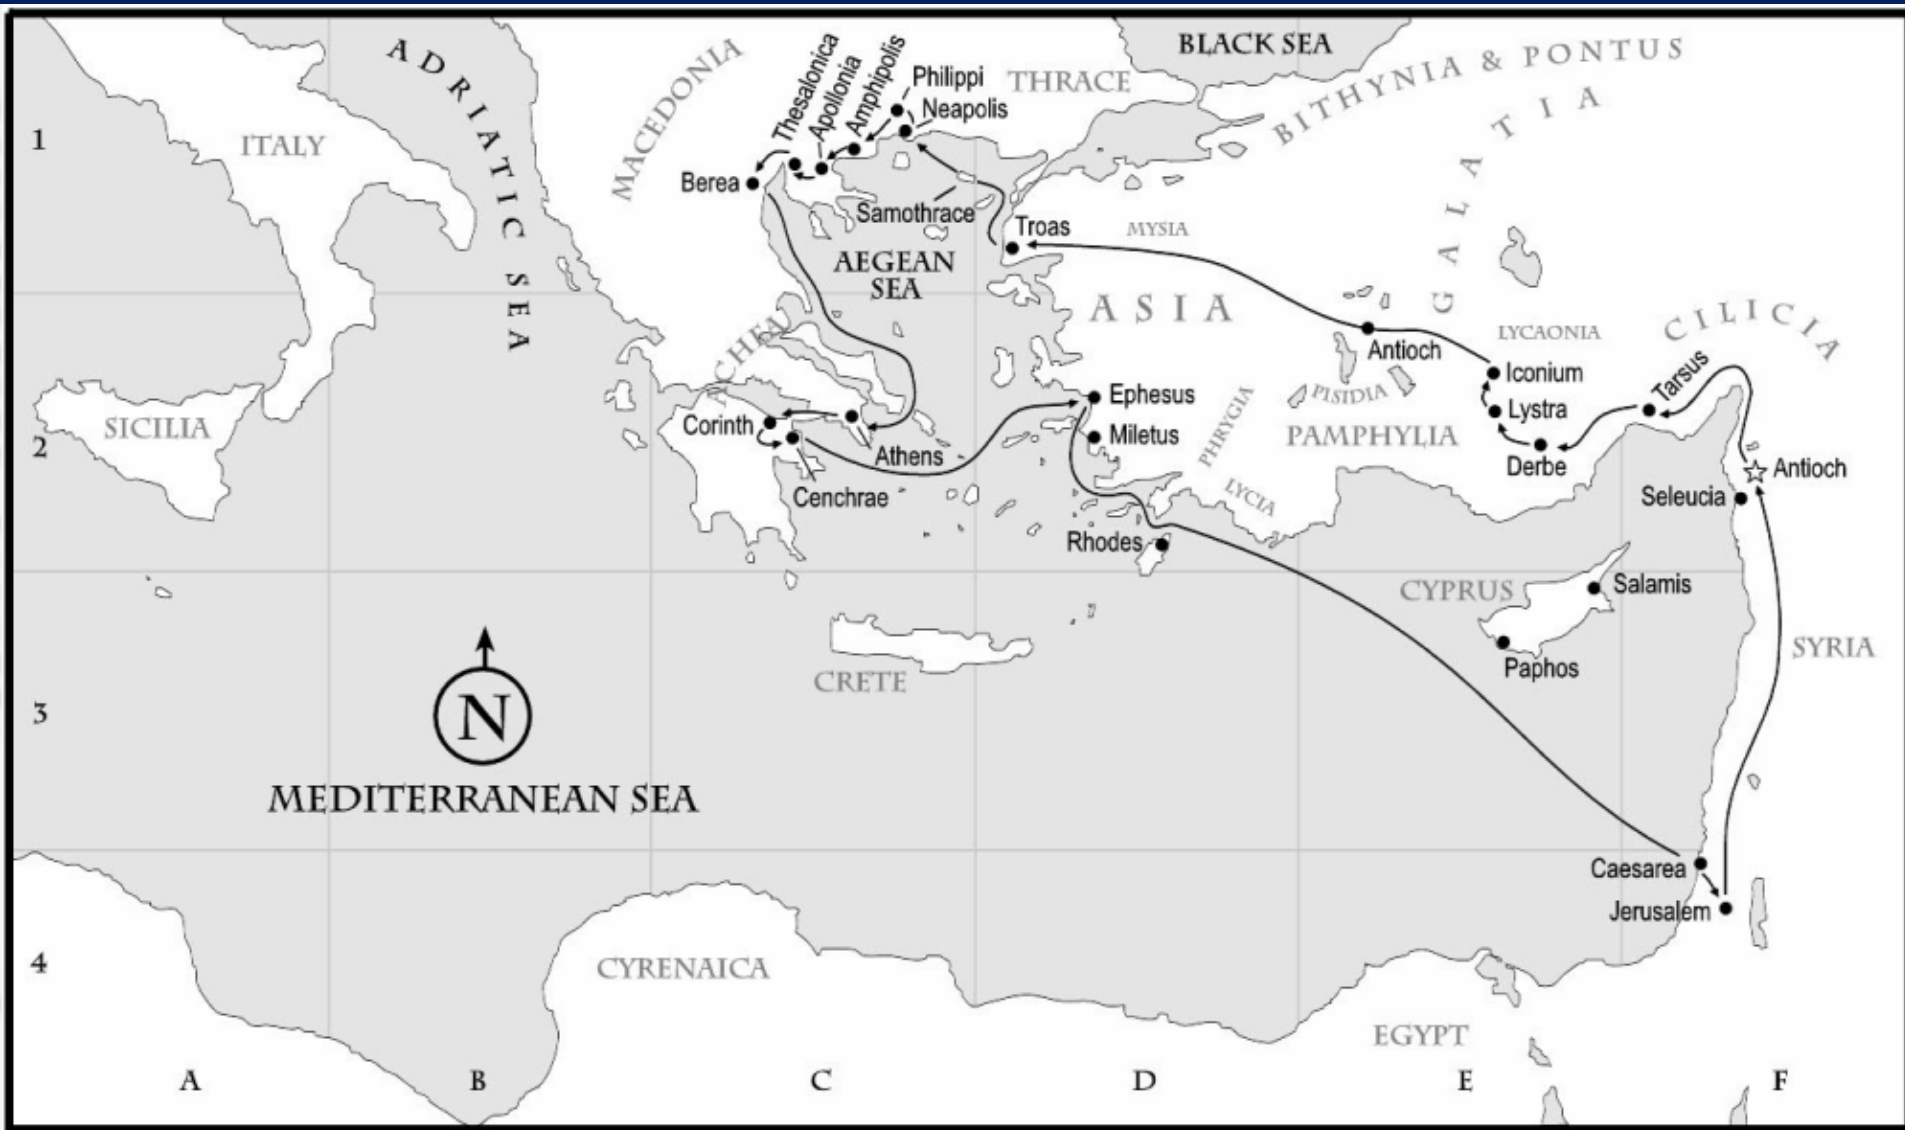 ADRIATIC SEA
BLACK SEA
BITHYNIA & PONTUS
MACEDONIA
Thesalonica
Apollonia
Amphipolis
Philippi
THRACE
Neapolis
GALATIA
1
ITALY
Berea
Samothrace
Troas
MYSIA
AEGEAN
SEA
ASIA
LYCAONIA
CILICIA
ACHEA
Antioch
Iconium
Tarsus
SICILIA
2
Corinth
Athens
Cenchrae
Ephesus
Miletus
PHRYGIA
PISIDIA
PAMPHYLIA
Lystra
Derbe
Antioch
LYCIA
Seleucia
Rhodes
CYPRUS
Salamis
CRETE
Paphos
SYRIA
3
N
MEDITERRANEAN SEA
Caesarea
Jerusalem
4
CYRENAICA
EGYPT
A
B
C
D
E
F